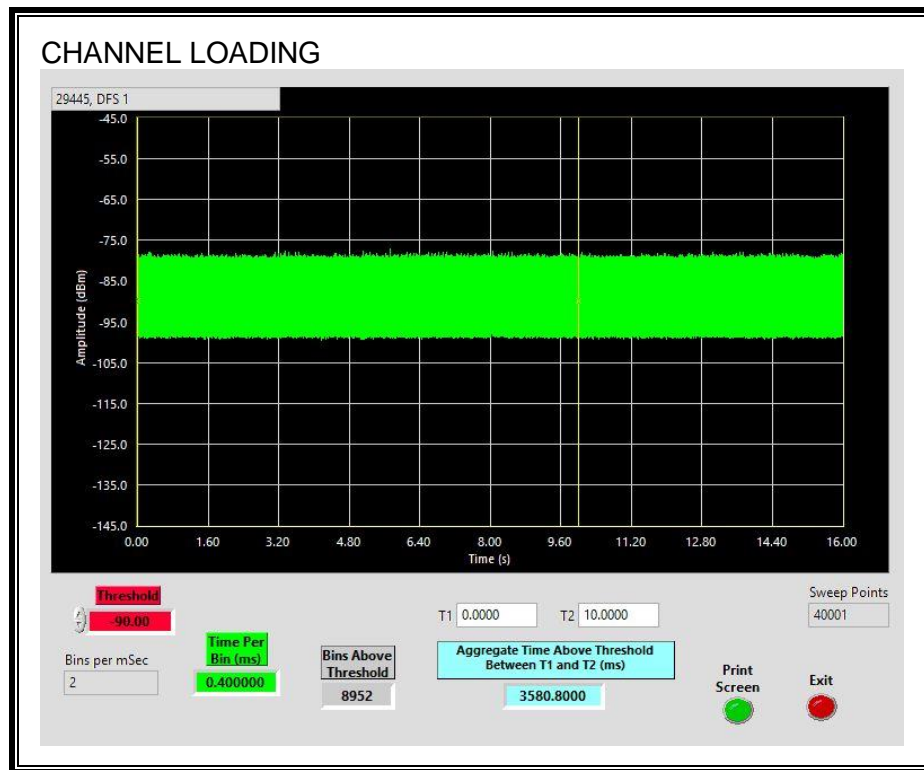 CHANNEL LOADING
29445, DFS 1
-45.0
-55.0
-65.0
-75.0
-85.0
-95.0
-105.0
-115.0
-125.0
-135.0
-145.0
Amplitude (dBm)
0.00 1.60 3.20 4.80 6.40 8.00 9.60 11.20 12.80 14.40 16.00
Time (s)
Threshold
-90.00
Bins per mSec
2
Time Per
Bin (ms)
0.400000
Bins Above
Threshold
8952
T1 0.0000 T2 10.0000
Aggregate Time Above Threshold
Between T1 and T2 (ms)
3580.8000
Sweep Points
40001
Print
Screen
Exit